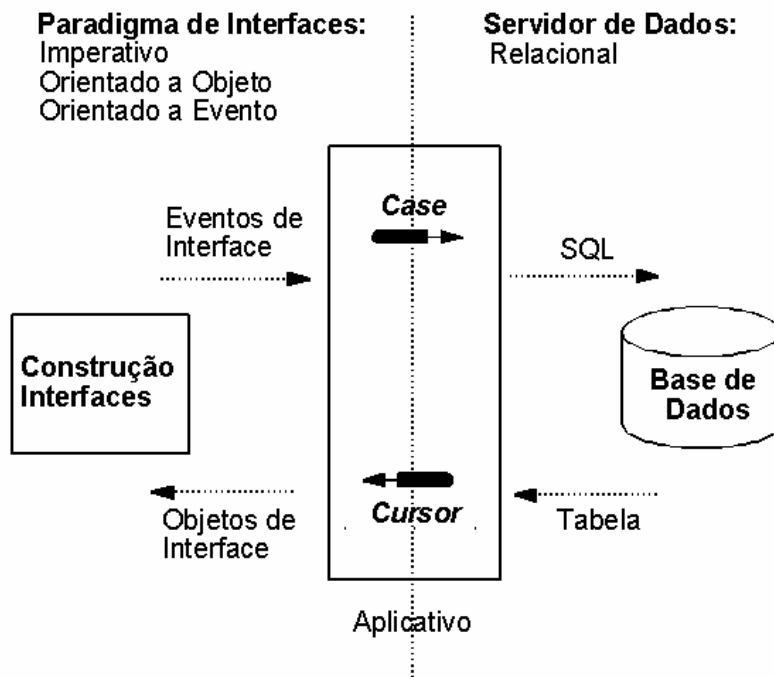 Paradigma de Interfaces:
Imperativo
Orientado a Objeto
Orientado a Evento
Servidor de Dados:
Relacional
Eventos de
Interface
Case
SQL
Construção
Interfaces
Base de
Dados
Objetos de
Interface
Cursor
Tabela
Aplicativo